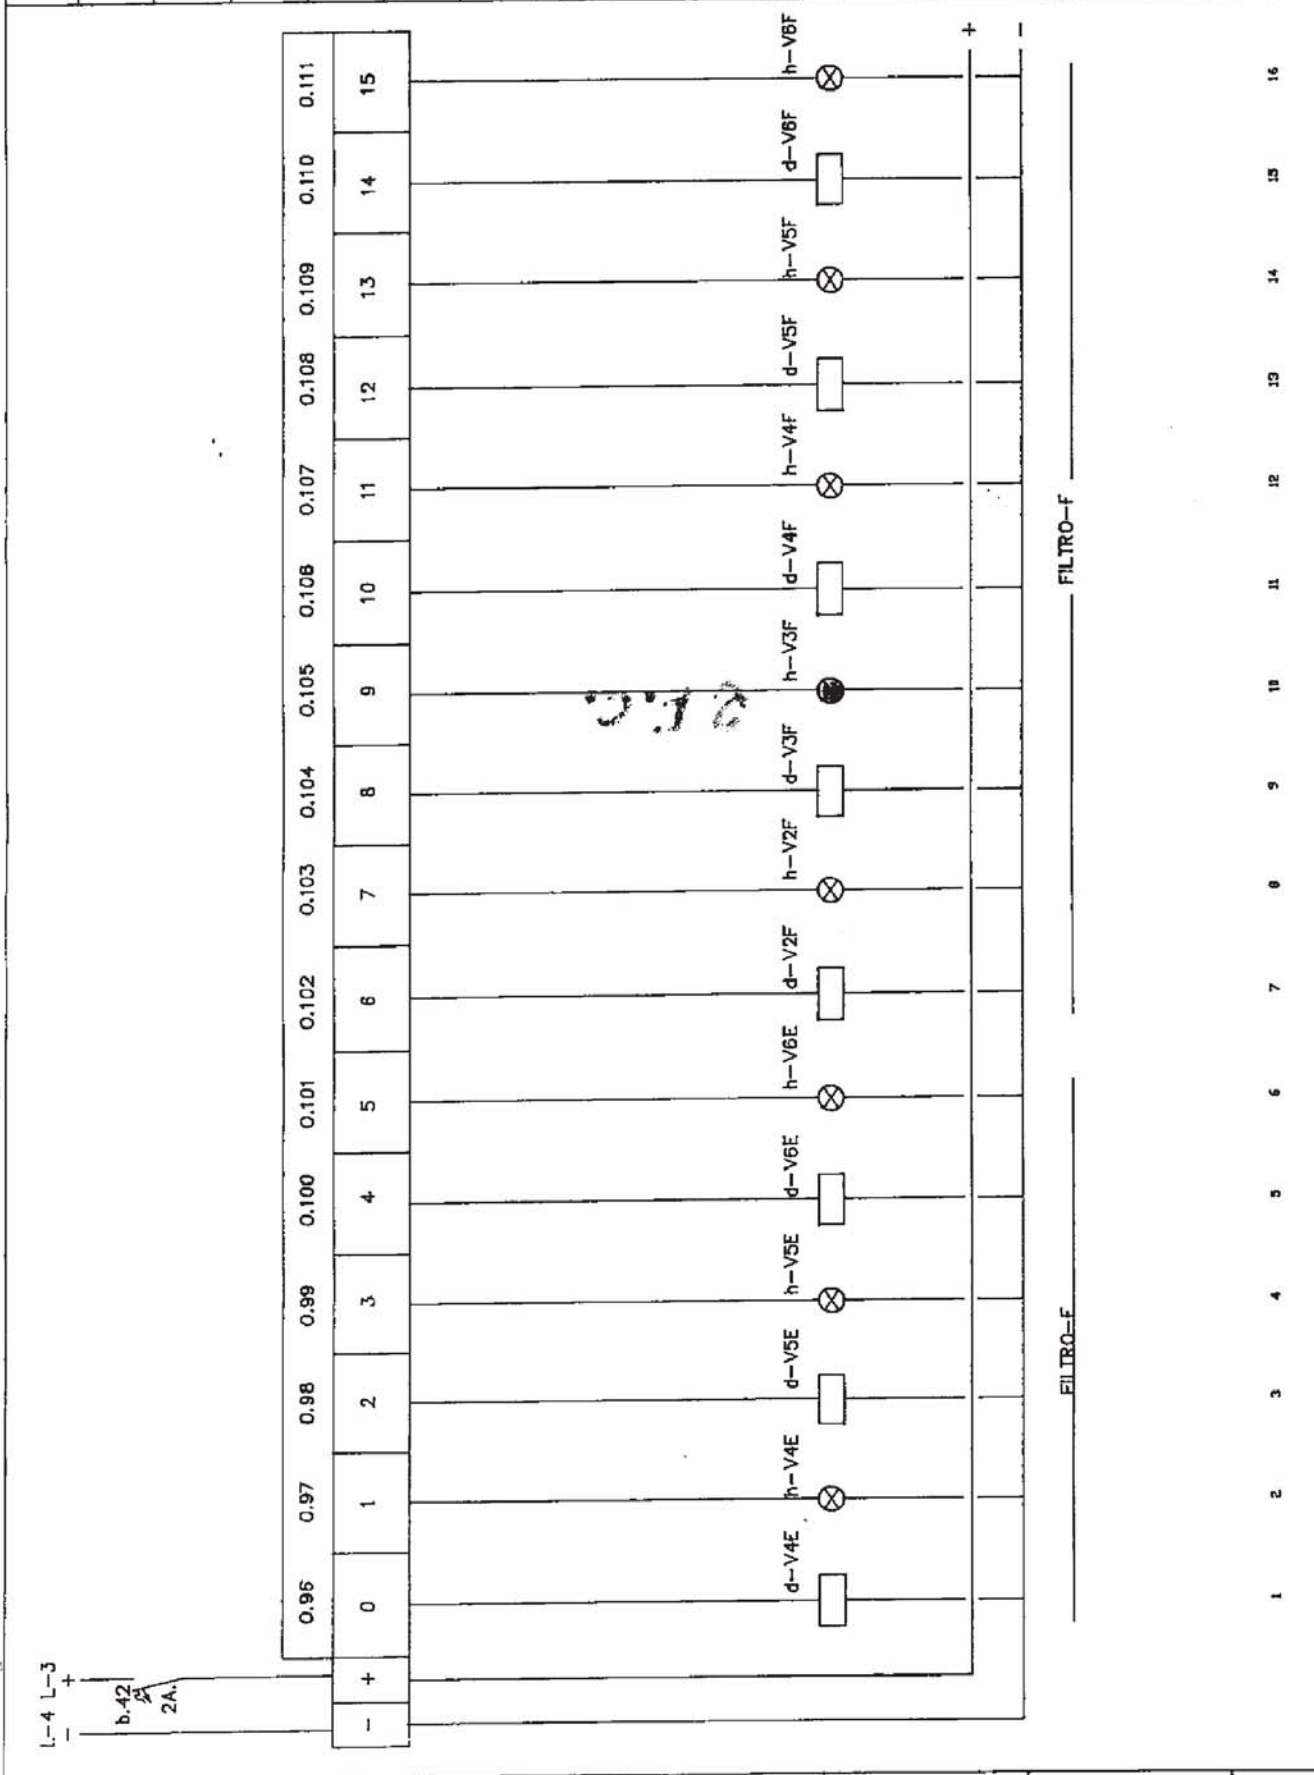 L-4 L-3
- +
b.42
2A.
0.96 0.97 0.98 0.99 0.100 0.101 0.102 0.103 0.104 0.105 0.106 0.107 0.108 0.109 0.110 0.111
- + 0 1 2 3 4 5 6 7 8 9 10 11 12 13 14 15
d-V4E h-V4E d-V5E h-V5E d-V6E h-V6E d-V2F h-V2F d-V3F h-V3F d-V4F h-V4F d-V5F h-V5F d-V6F h-V6F
+
-
FILTRO-F FILTRO-F
1 2 3 4 5 6 7 8 9 10 11 12 13 14 15 16